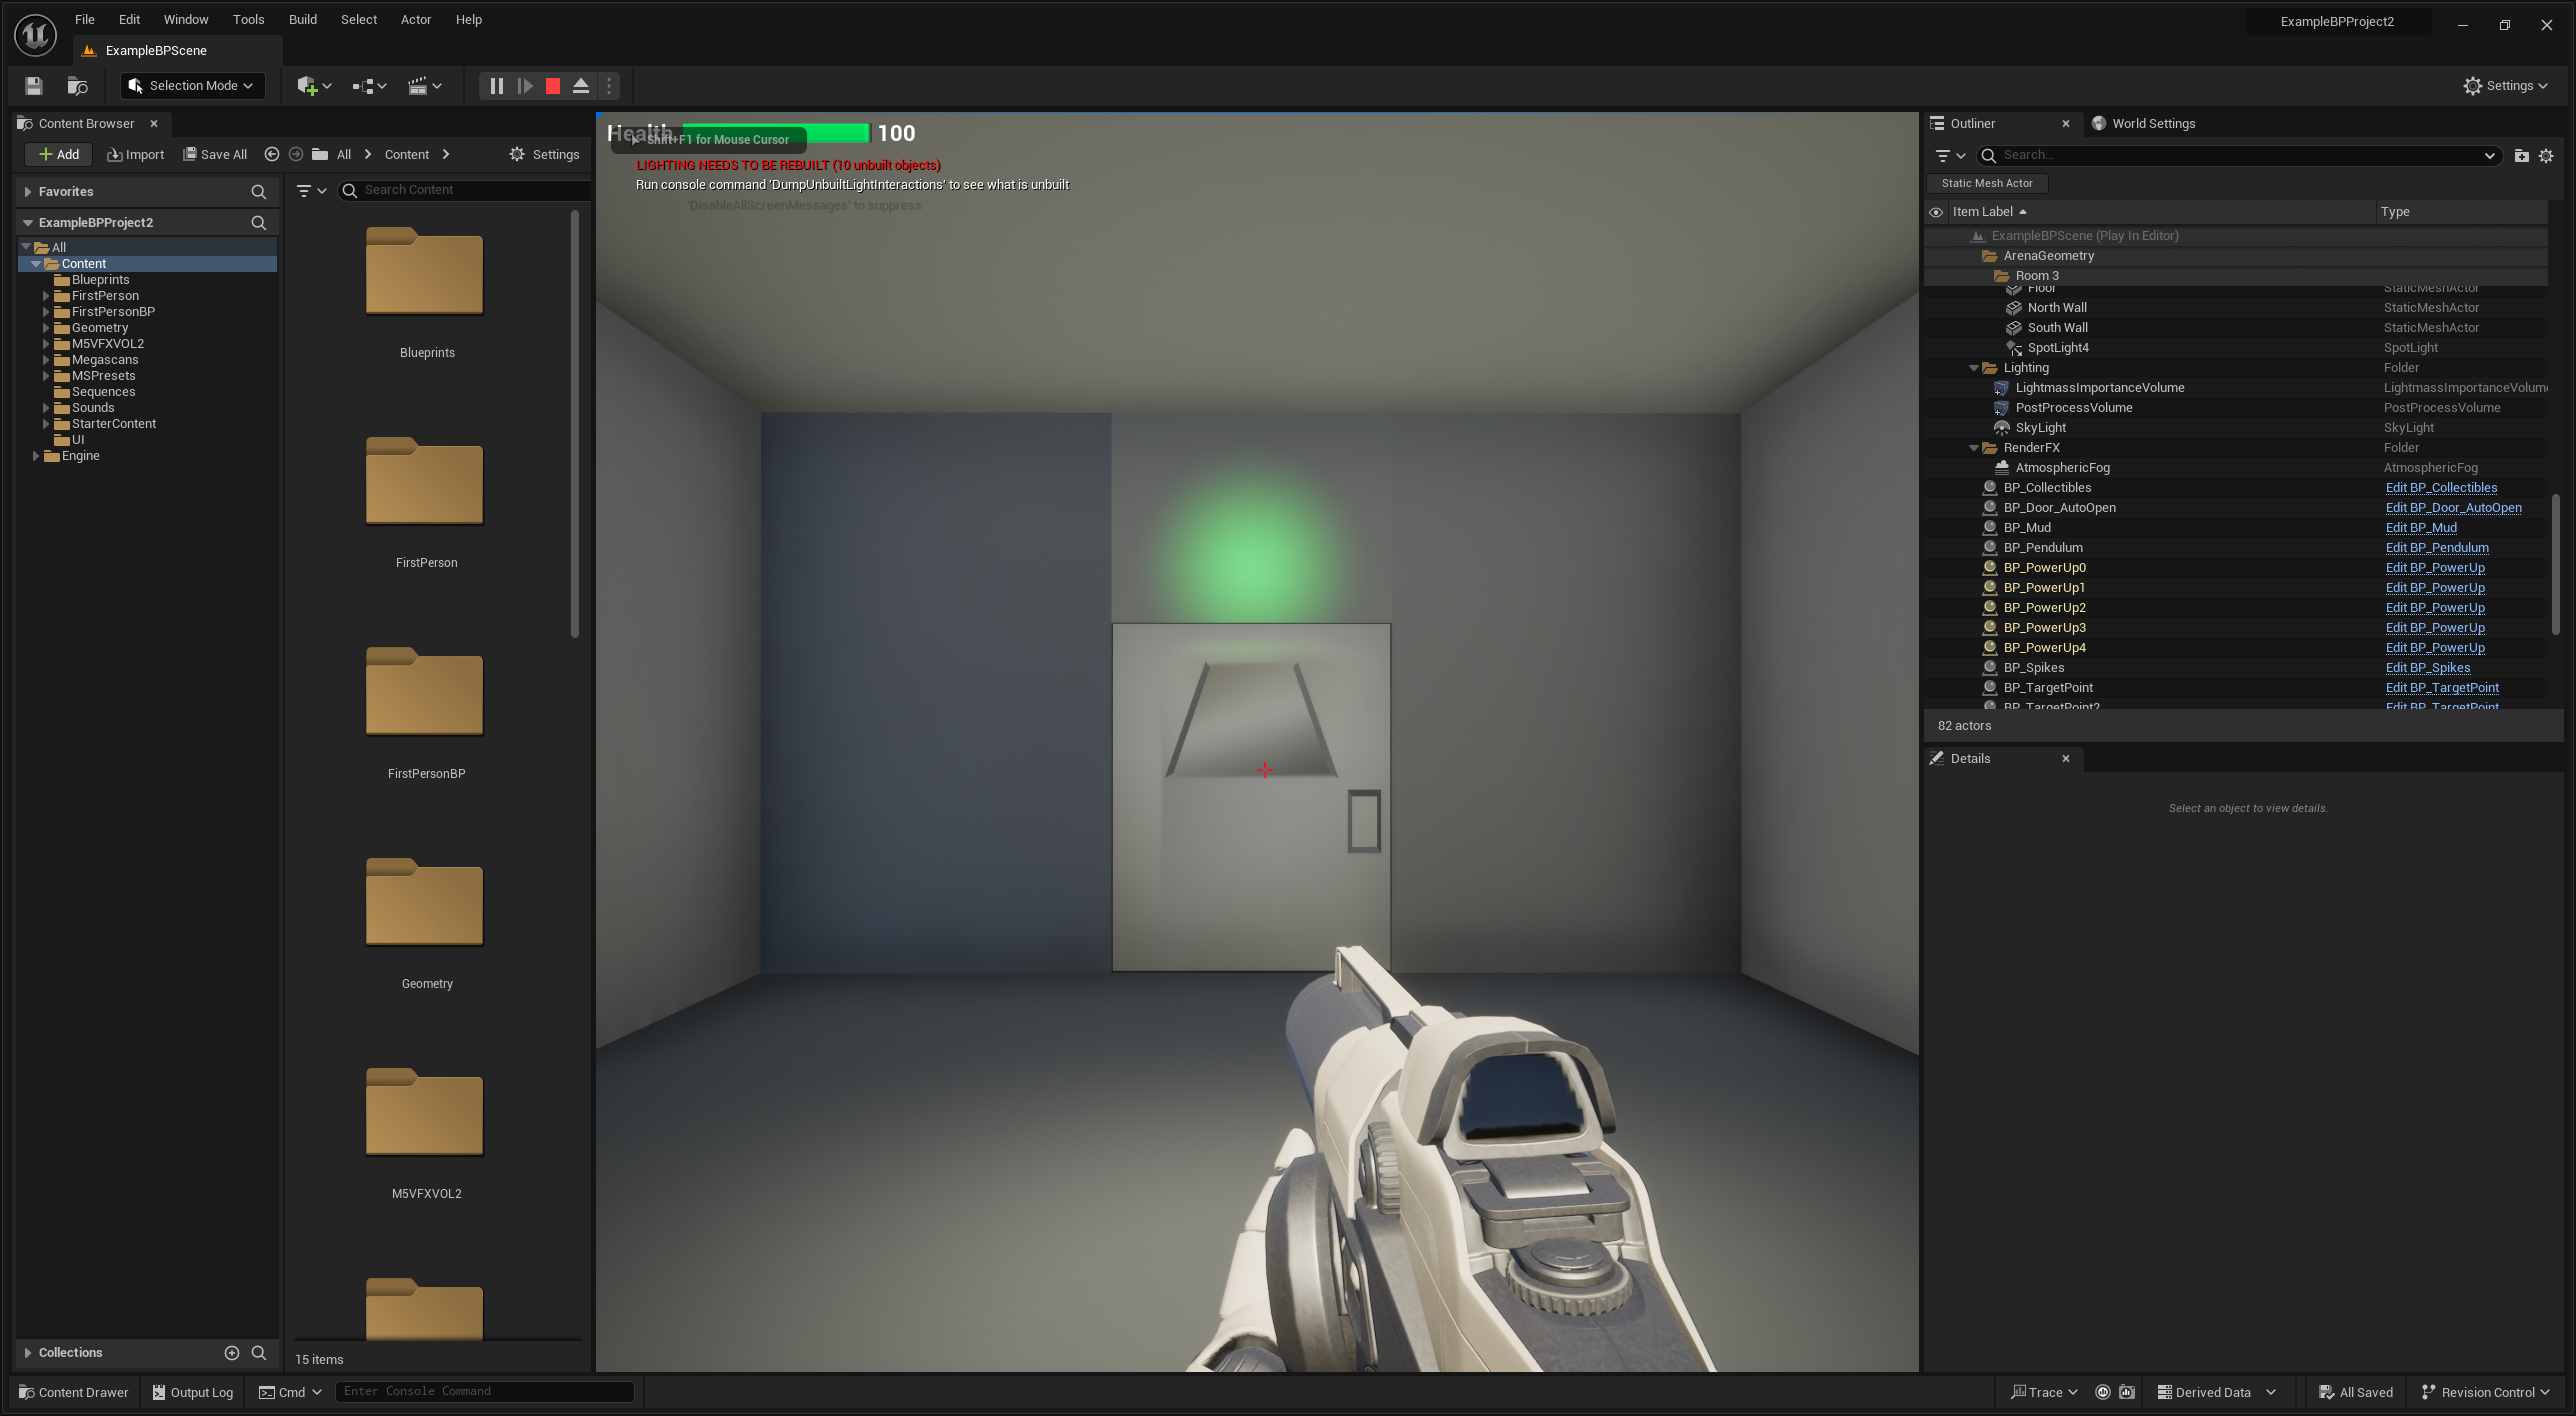 File Edit Window Tools Build Select Actor Help
ExampleBPProject2
ExampleBPScene
Selection Mode
Settings
Content Browser
Add Import Save All All Content Settings
Favorites
ExampleBPProject2
All
Content
Blueprints
FirstPerson
FirstPersonBP
Geometry
M5VFXVOL2
Megascans
MSPresets
Sequences
Sounds
StarterContent
UI
Engine
Collections
Search Content
Blueprints
FirstPerson
FirstPersonBP
Geometry
M5VFXVOL2
15 items
Health 100
Shift+F1 for Mouse Cursor
LIGHTING NEEDS TO BE REBUILT (10 unbuilt objects)
Run console command 'DumpUnbuiltLightInteractions' to see what is unbuilt
'DisableAllScreenMessages' to suppress
Outliner World Settings
Search...
Static Mesh Actor
Item Label Type
ExampleBPScene (Play In Editor)
ArenaGeometry
Room 3
Floor StaticMeshActor
North Wall StaticMeshActor
South Wall StaticMeshActor
SpotLight4 SpotLight
Lighting Folder
LightmassImportanceVolume LightmassImportanceVolume
PostProcessVolume PostProcessVolume
SkyLight SkyLight
RenderFX Folder
AtmosphericFog AtmosphericFog
BP_Collectibles Edit BP_Collectibles
BP_Door_AutoOpen Edit BP_Door_AutoOpen
BP_Mud Edit BP_Mud
BP_Pendulum Edit BP_Pendulum
BP_PowerUp0 Edit BP_PowerUp
BP_PowerUp1 Edit BP_PowerUp
BP_PowerUp2 Edit BP_PowerUp
BP_PowerUp3 Edit BP_PowerUp
BP_PowerUp4 Edit BP_PowerUp
BP_Spikes Edit BP_Spikes
BP_TargetPoint Edit BP_TargetPoint
BP_TargetPoint2 Edit BP_TargetPoint
82 actors
Details
Select an object to view details.
Content Drawer Output Log Cmd Enter Console Command
Trace Derived Data All Saved Revision Control